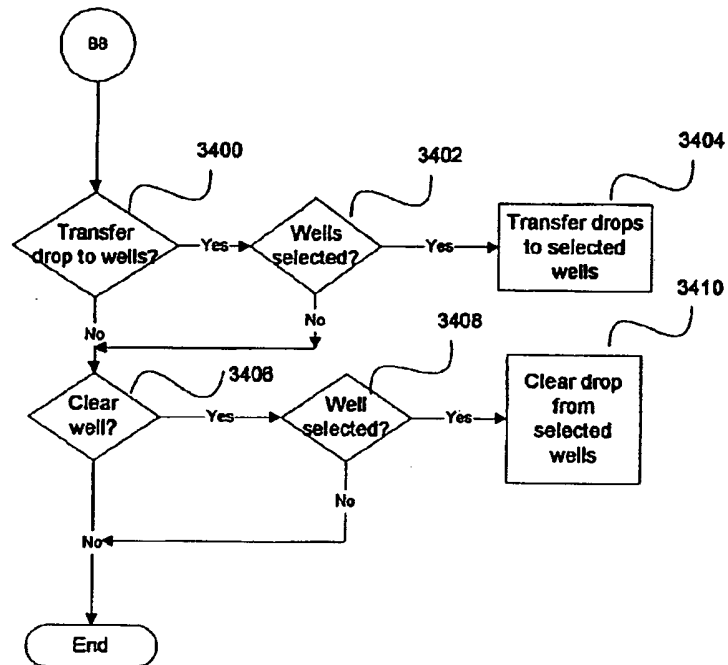 BB
3400
3402
3404
Transfer
drop to wells?
Yes
Wells
selected?
Yes
Transfer drops
to selected
wells
No
No
3406
3408
3410
Clear
well?
Yes
Well
selected?
Yes
Clear drop
from
selected
wells
No
No
End